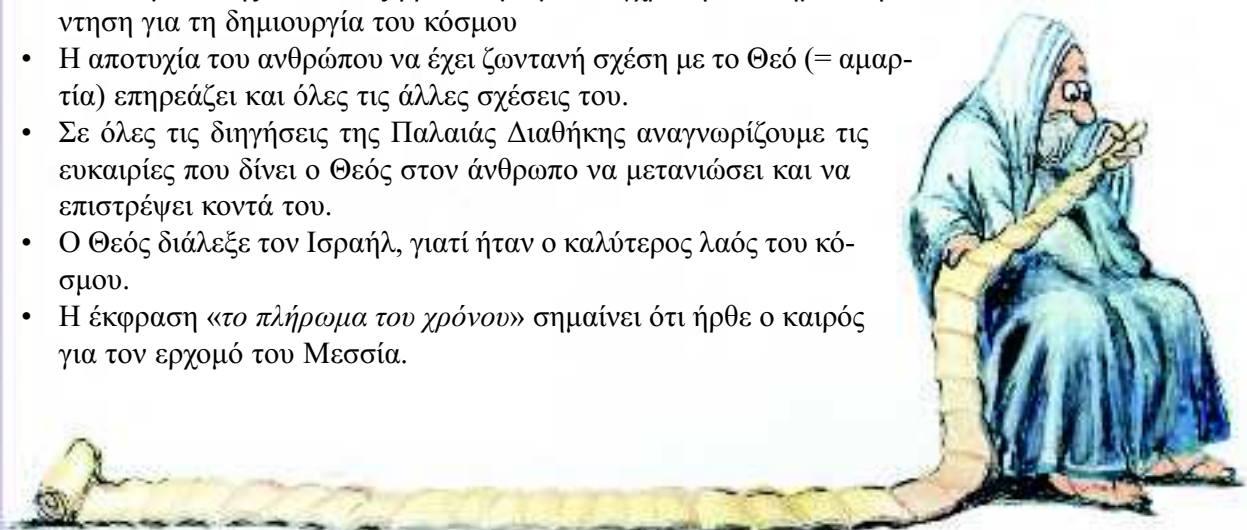 ντηση για τη δημιουργία του κόσμου
• Η αποτυχία του ανθρώπου να έχει ζωντανή σχέση με το Θεό (= αμαρ-
τία) επηρεάζει και όλες τις άλλες σχέσεις του.
• Σε όλες τις διηγήσεις της Παλαιάς Διαθήκης αναγνωρίζουμε τις
ευκαιρίες που δίνει ο Θεός στον άνθρωπο να μετανιώσει και να
επιστρέψει κοντά του.
• Ο Θεός διάλεξε τον Ισραήλ, γιατί ήταν ο καλύτερος λαός του κό-
σμου.
• Η έκφραση «το πλήρωμα του χρόνου» σημαίνει ότι ήρθε ο καιρός
για τον ερχομό του Μεσσία.